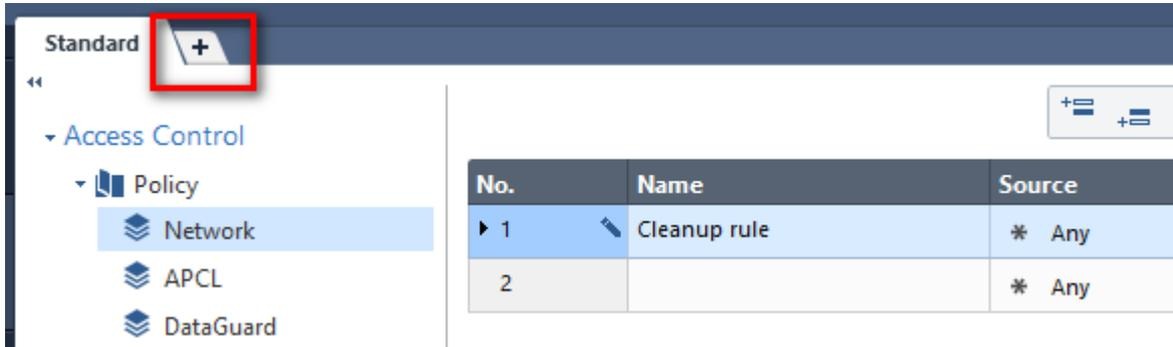 Standard +
Access Control
Policy
Network
APCL
DataGuard
No. Name Source
1 Cleanup rule Any
2 Any